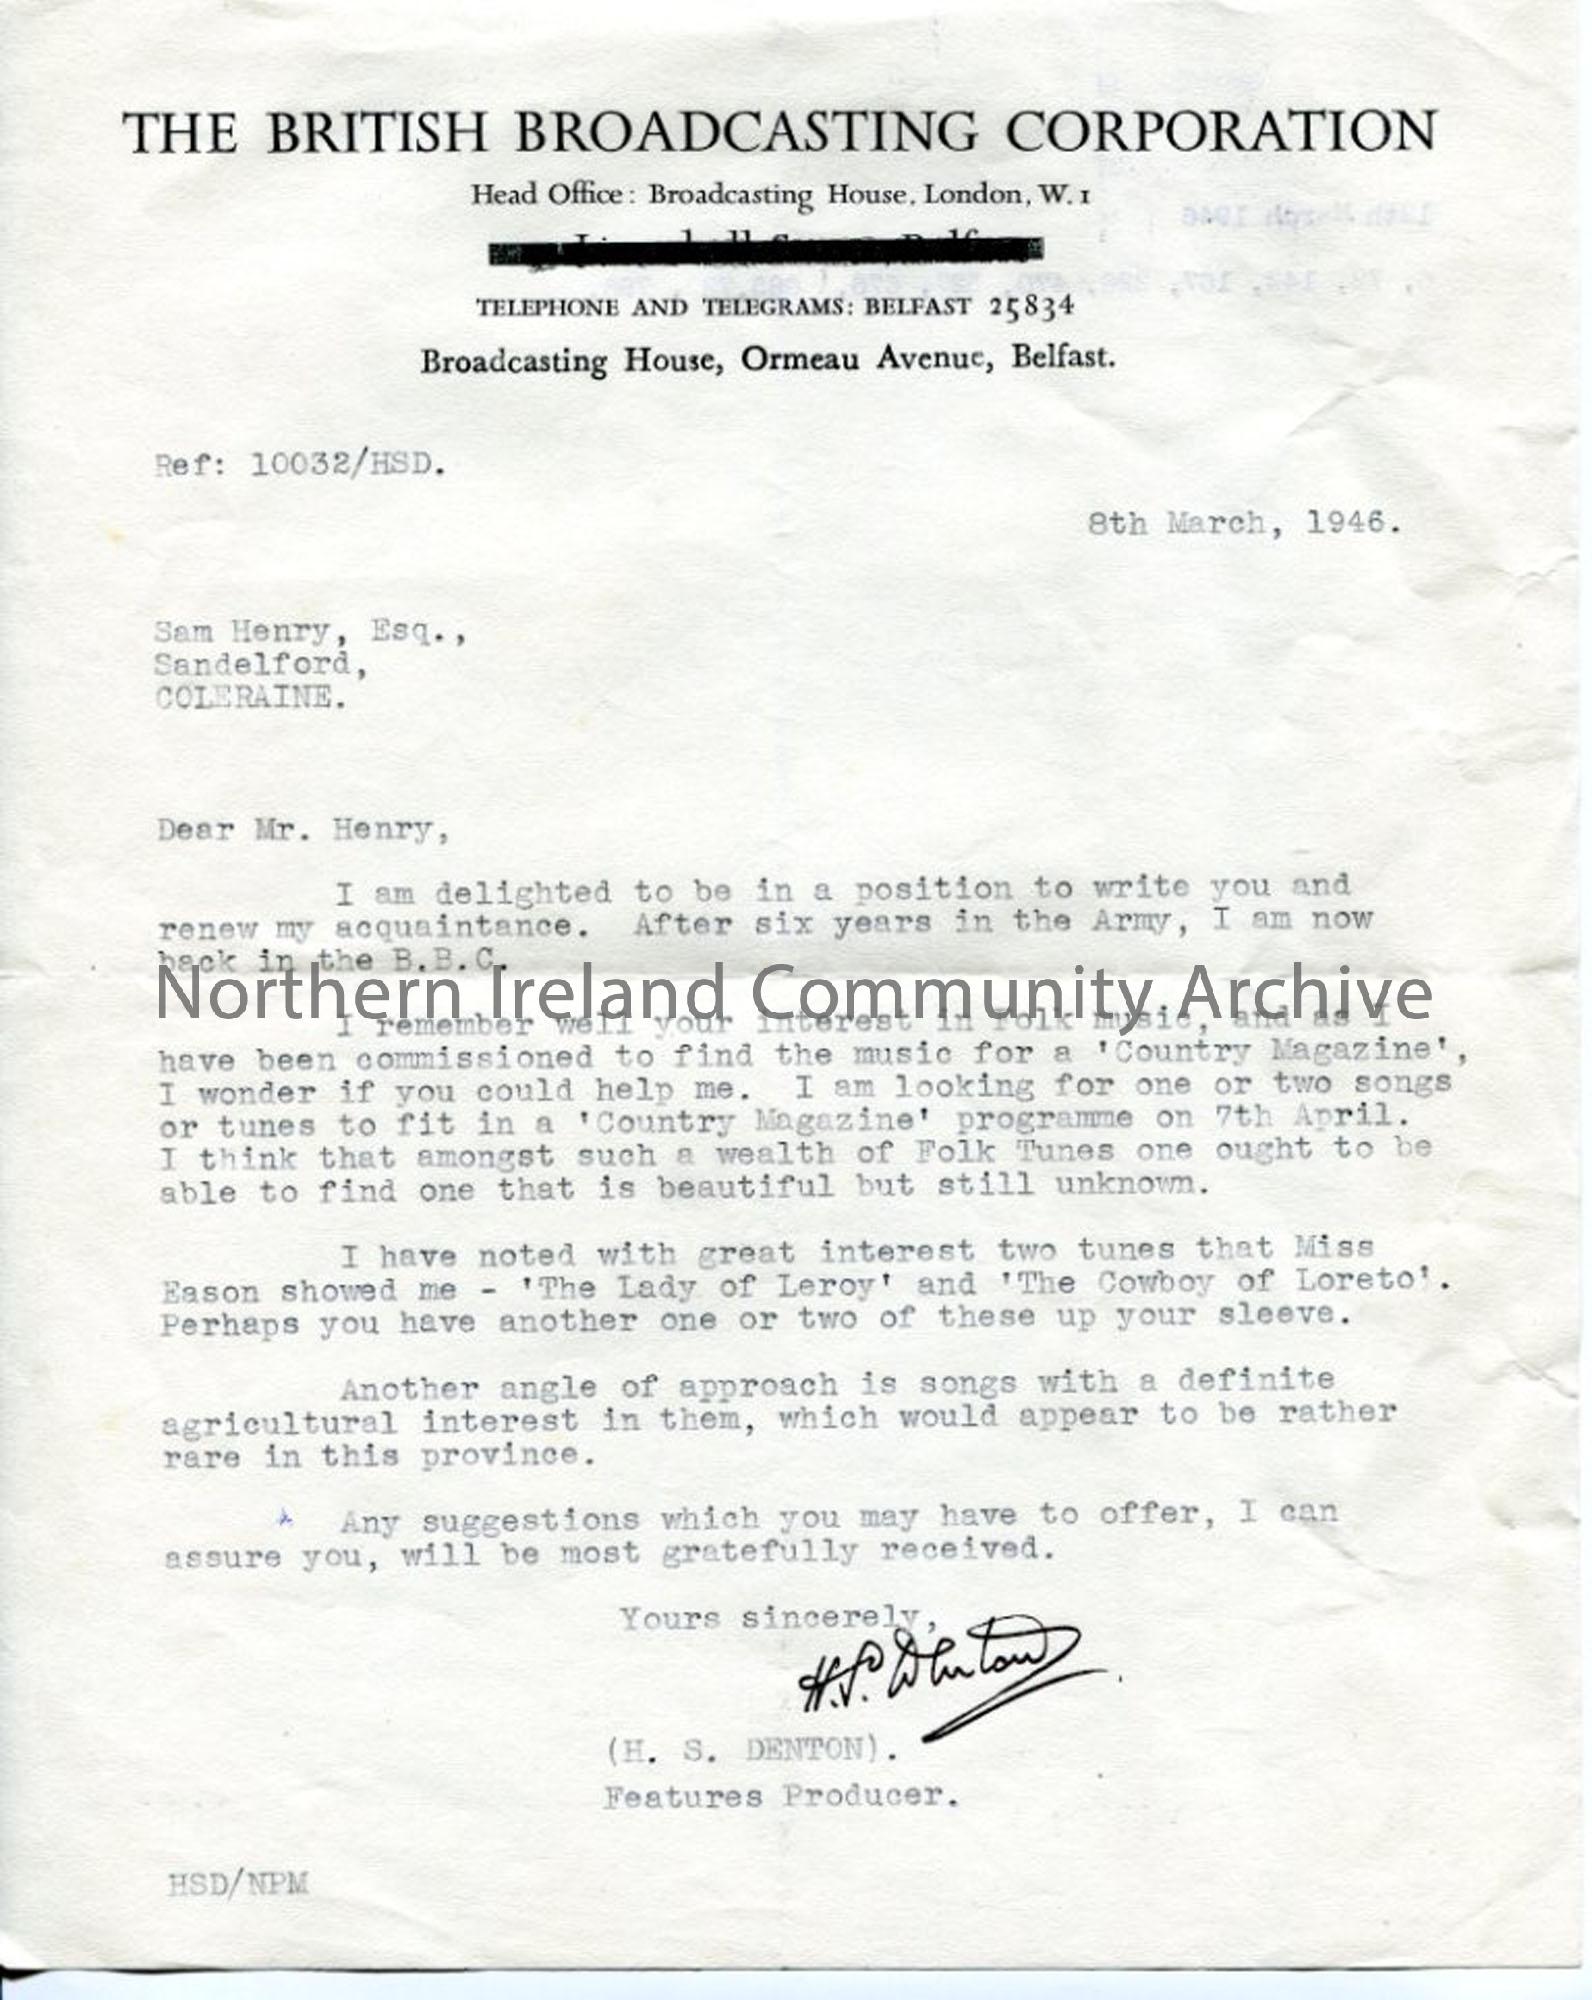 THE BRITISH BROADCASTING CORPORATION
Head Office: Broadcasting House, London, W.1
TELEPHONE AND TELEGRAMS: BELFAST 25834
Broadcasting House, Ormeau Avenue, Belfast.
Ref: 10032/HSD.
8th March, 1946.
Sam Henry, Esq.,
Sandelford,
COLERAINE.
Dear Mr. Henry,
I am delighted to be in a position to write you and
renew my acquaintance. After six years in the Army, I am now
back in the B.B.C.
Northern Ireland Community Archive
I remember well your interest in Folk music, and as I
have been commissioned to find the music for a 'Country Magazine',
I wonder if you could help me. I am looking for one or two songs
or tunes to fit in a 'Country Magazine' programme on 7th April.
I think that amongst such a wealth of Folk Tunes one ought to be
able to find one that is beautiful but still unknown.
I have noted with great interest two tunes that Miss
Eason showed me - 'The Lady of Leroy' and 'The Cowboy of Loreto'.
Perhaps you have another one or two of these up your sleeve.
Another angle of approach is songs with a definite
agricultural interest in them, which would appear to be rather
rare in this province.
Any suggestions which you may have to offer, I can
assure you, will be most gratefully received.
Yours sincerely,
H.S. Denton
(H. S. DENTON).
Features Producer.
HSD/NPM